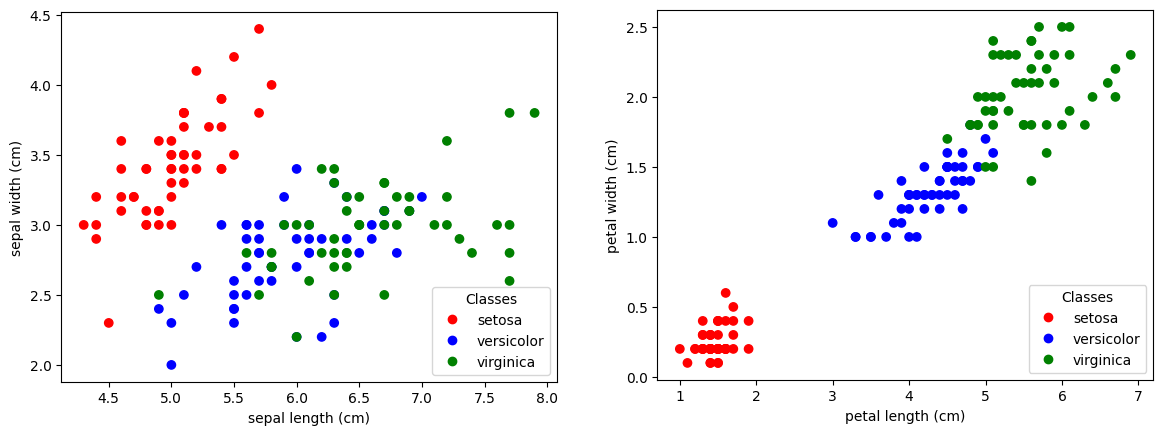 4.5
4.0
3.5
3.0
2.5
2.0
sepal width (cm)
4.5 5.0 5.5 6.0 6.5 7.0 7.5 8.0
sepal length (cm)
Classes
setosa
versicolor
virginica
2.5
2.0
1.5
1.0
0.5
0.0
petal width (cm)
1 2 3 4 5 6 7
petal length (cm)
Classes
setosa
versicolor
virginica